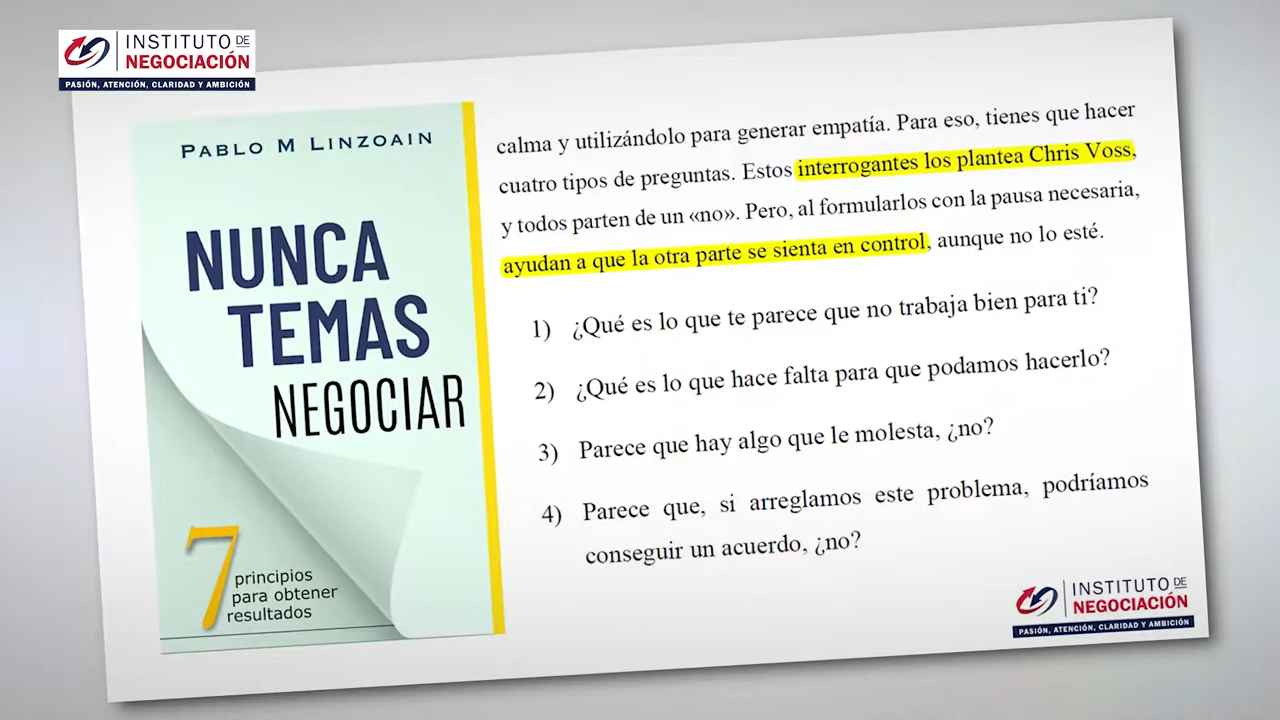 INSTITUTO DE
NEGOCIACIÓN
PASIÓN, ATENCIÓN, CLARIDAD Y AMBICIÓN
PABLO M LINZOAIN
NUNCA
TEMAS
NEGOCIAR
7
principios
para obtener
resultados
calma y utilizándolo para generar empatía. Para eso, tienes que hacer
cuatro tipos de preguntas. Estos interrogantes los plantea Chris Voss,
y todos parten de un «no». Pero, al formularlos con la pausa necesaria,
ayudan a que la otra parte se sienta en control, aunque no lo esté.
1) ¿Qué es lo que te parece que no trabaja bien para ti?
2) ¿Qué es lo que hace falta para que podamos hacerlo?
3) Parece que hay algo que le molesta, ¿no?
4) Parece que, si arreglamos este problema, podríamos
conseguir un acuerdo, ¿no?
INSTITUTO DE
NEGOCIACIÓN
PASIÓN, ATENCIÓN, CLARIDAD Y AMBICIÓN